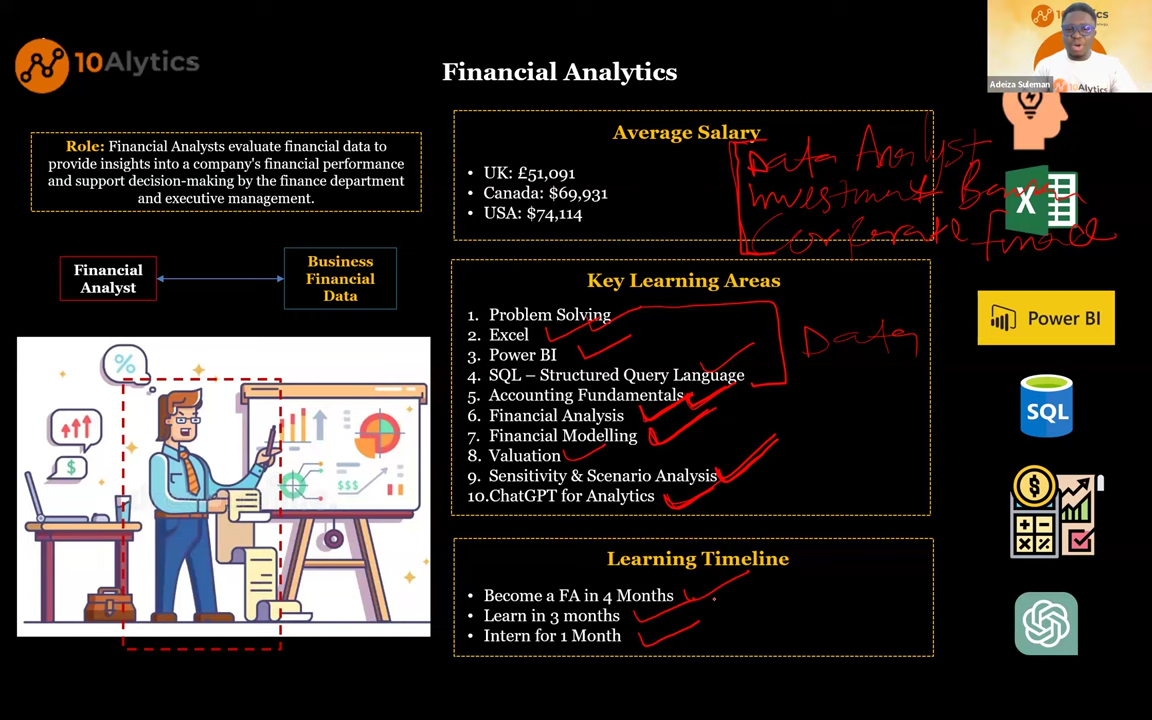 10Alytics
Financial Analytics
Adeiza Suleman
10Alytics
Role: Financial Analysts evaluate financial data to
provide insights into a company's financial performance
and support decision-making by the finance department
and executive management.
Financial
Analyst
Business
Financial
Data
%
$
$$$
Average Salary
• UK: £51,091
• Canada: $69,931
• USA: $74,114
Data Analyst
Investment
Corporate finance
Key Learning Areas
1. Problem Solving
2. Excel
3. Power BI
4. SQL – Structured Query Language
5. Accounting Fundamentals
6. Financial Analysis
7. Financial Modelling
8. Valuation
9. Sensitivity & Scenario Analysis
10.ChatGPT for Analytics
Data
Learning Timeline
• Become a FA in 4 Months
• Learn in 3 months
• Intern for 1 Month
X
Power BI
SQL
$